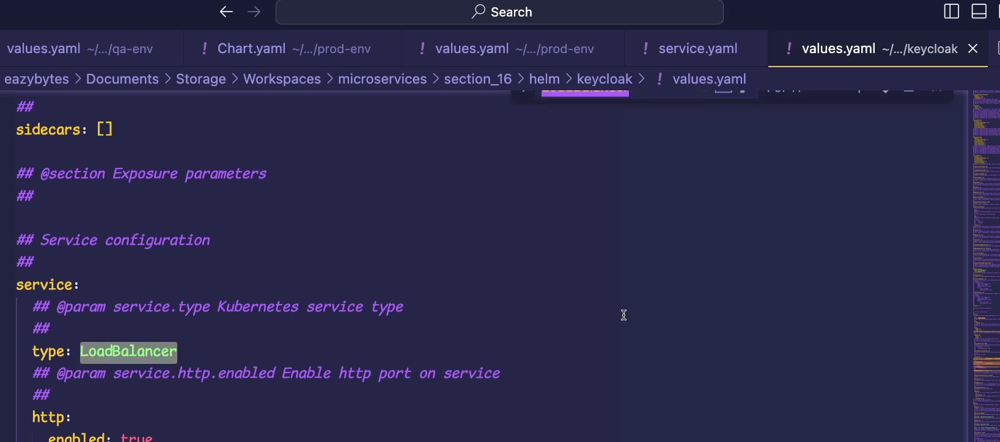 Search
values.yaml ~/.../qa-env ! Chart.yaml ~/.../prod-env ! values.yaml ~/.../prod-env ! service.yaml ! values.yaml ~/.../keycloak
eazybytes > Documents > Storage > Workspaces > microservices > section_16 > helm > keycloak > ! values.yaml
##
sidecars: []
## @section Exposure parameters
##
## Service configuration
##
service:
## @param service.type Kubernetes service type
##
type: LoadBalancer
## @param service.http.enabled Enable http port on service
##
http:
enabled: true